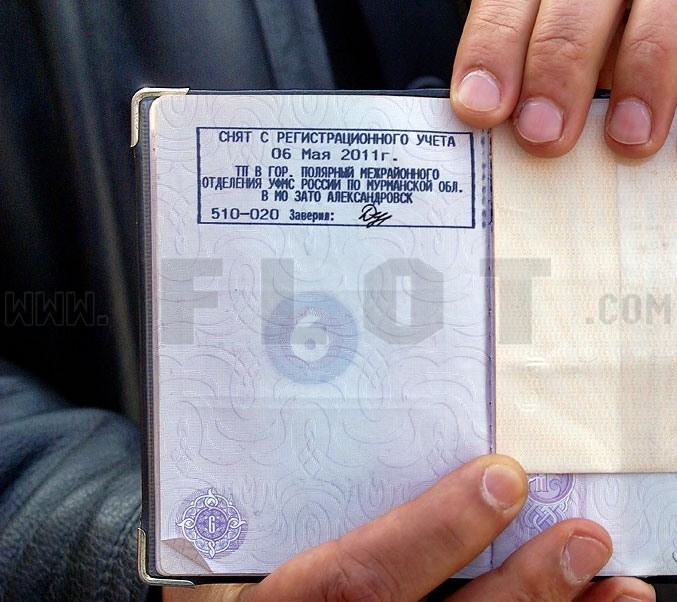 СНЯТ С РЕГИСТРАЦИОННОГО УЧЕТА
06 Мая 2011г.
ТП В ГОР. ПОЛЯРНЫЙ МЕЖРАЙОННОГО
ОТДЕЛЕНИЯ УФМС РОССИИ ПО МУРМАНСКОЙ ОБЛ.
В МО ЗАТО АЛЕКСАНДРОВСК
510-020 Заверил:
WWW.FLOT.COM
6
6